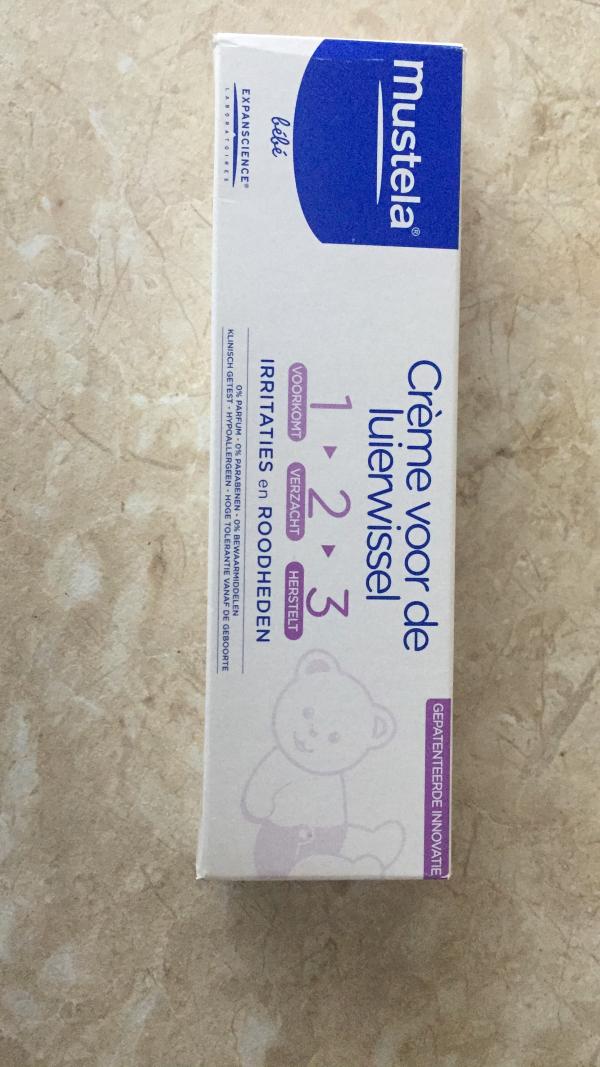 mustela®
bébé
EXPANSCIENCE®
LABORATOIRES
GEPATENTEERDE INNOVATIE
Crème voor de
luierwissel
1 ▸ 2 ▸ 3
VOORKOMT VERZACHT HERSTELT
IRRITATIES en ROODHEDEN
0% PARFUM - 0% PARABENEN - 0% BEWAARMIDDELEN
KLINISCH GETEST - HYPOALLERGEEN - HOGE TOLERANTIE VANAF DE GEBOORTE